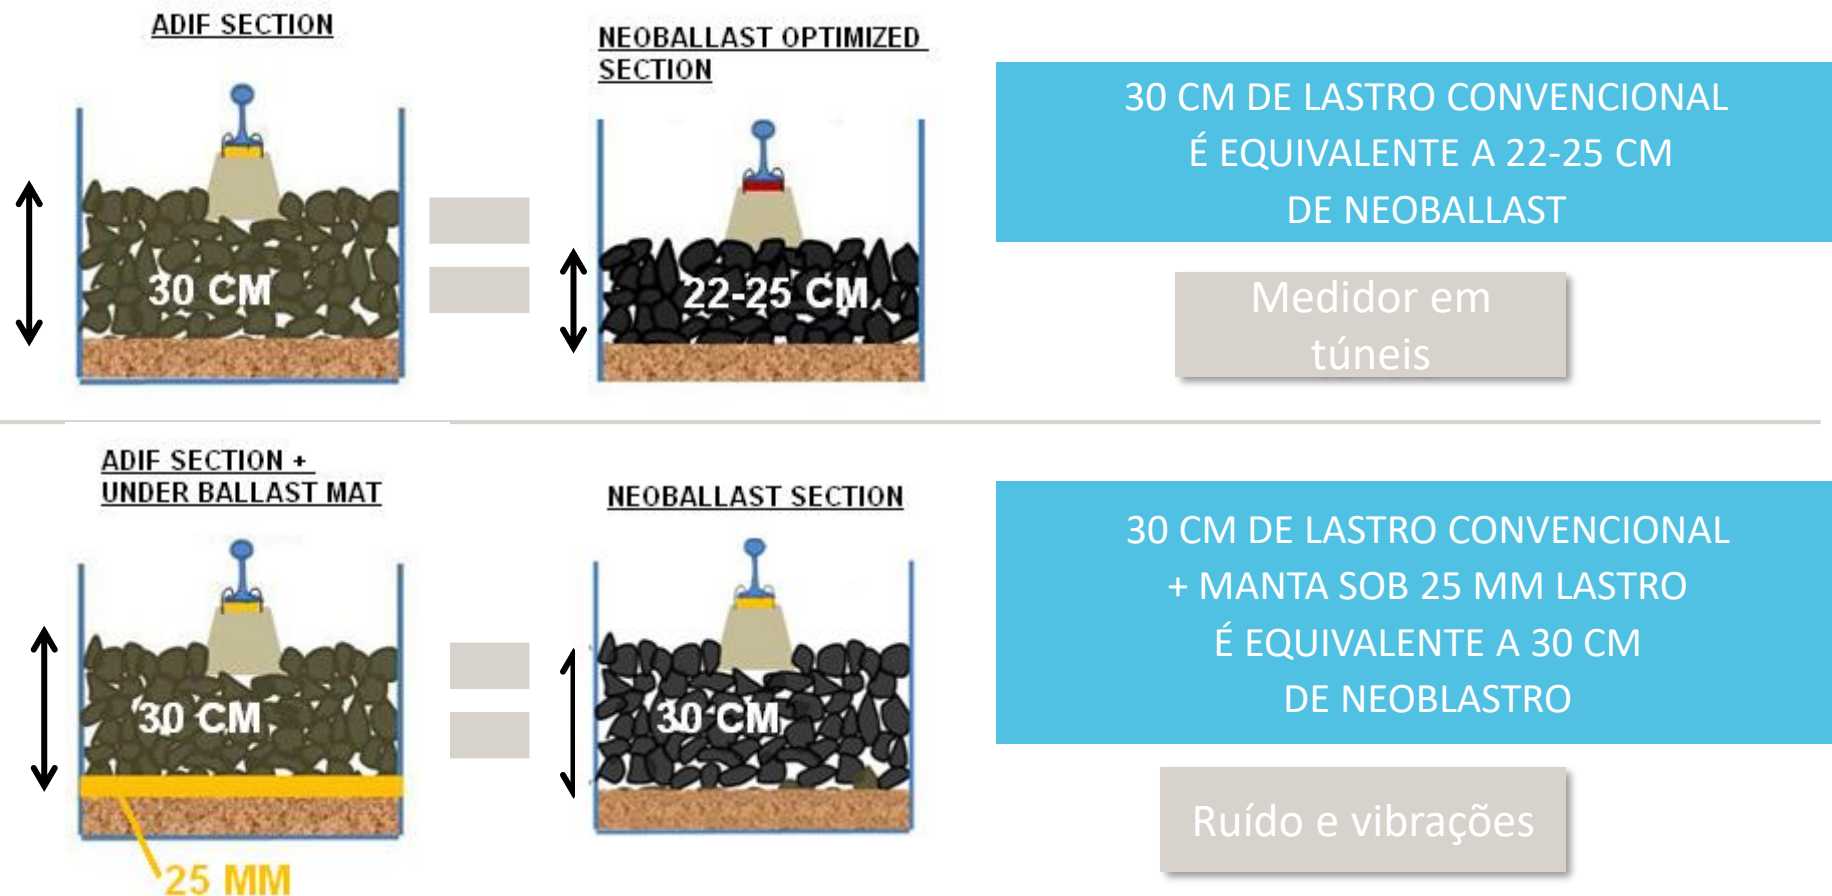 ADIF SECTION
NEOBALLAST OPTIMIZED
SECTION
30 CM
22-25 CM
30 CM DE LASTRO CONVENCIONAL
É EQUIVALENTE A 22-25 CM
DE NEOBALLAST
Medidor em
túneis
ADIF SECTION +
UNDER BALLAST MAT
NEOBALLAST SECTION
30 CM
30 CM
25 MM
30 CM DE LASTRO CONVENCIONAL
+ MANTA SOB 25 MM LASTRO
É EQUIVALENTE A 30 CM
DE NEOBLASTRO
Ruído e vibrações